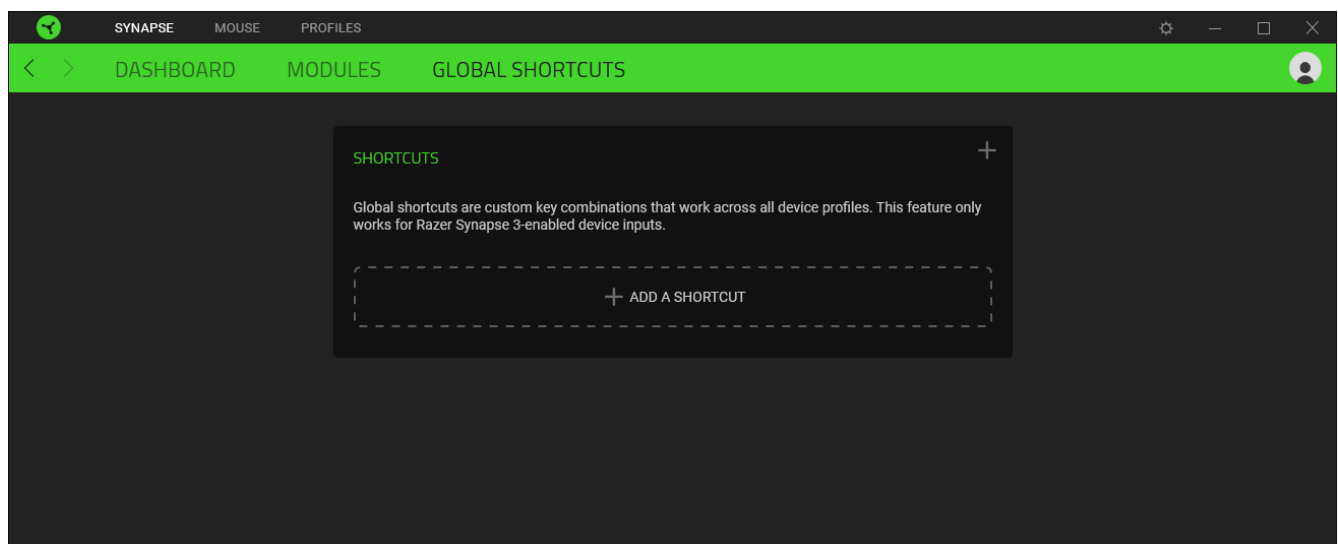 SYNAPSE MOUSE PROFILES
DASHBOARD MODULES GLOBAL SHORTCUTS
SHORTCUTS
Global shortcuts are custom key combinations that work across all device profiles. This feature only
works for Razer Synapse 3-enabled device inputs.
ADD A SHORTCUT